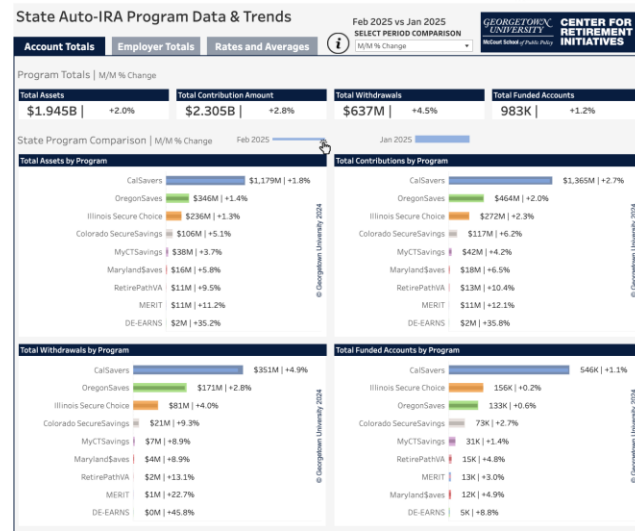 State Auto-IRA Program Data & Trends
Feb 2025 vs Jan 2025
SELECT PERIOD COMPARISON
M/M % Change
GEORGETOWN UNIVERSITY
McCourt School of Public Policy
CENTER FOR RETIREMENT INITIATIVES
Account Totals
Employer Totals
Rates and Averages
i
Program Totals | M/M % Change
Total Assets
$1.945B | +2.0%
Total Contribution Amount
$2.305B | +2.8%
Total Withdrawals
$637M | +4.5%
Total Funded Accounts
983K | +1.2%
State Program Comparison | M/M % Change
Feb 2025
Jan 2025
Total Assets by Program
CalSavers $1,179M | +1.8%
OregonSaves $346M | +1.4%
Illinois Secure Choice $236M | +1.3%
Colorado SecureSavings $106M | +5.1%
MyCTSavings $38M | +3.7%
Maryland$aves $16M | +5.8%
RetirePathVA $11M | +9.5%
MERIT $11M | +11.2%
DE-EARNS $2M | +35.2%
© Georgetown University 2024
Total Contributions by Program
CalSavers $1,365M | +2.7%
OregonSaves $464M | +2.0%
Illinois Secure Choice $272M | +2.3%
Colorado SecureSavings $117M | +6.2%
MyCTSavings $42M | +4.2%
Maryland$aves $18M | +6.5%
RetirePathVA $13M | +10.4%
MERIT $11M | +12.1%
DE-EARNS $2M | +35.8%
© Georgetown University 2024
Total Withdrawals by Program
CalSavers $351M | +4.9%
OregonSaves $171M | +2.8%
Illinois Secure Choice $81M | +4.0%
Colorado SecureSavings $21M | +9.3%
MyCTSavings $7M | +8.9%
Maryland$aves $4M | +8.9%
RetirePathVA $2M | +13.1%
MERIT $1M | +22.7%
DE-EARNS $0M | +45.8%
© Georgetown University 2024
Total Funded Accounts by Program
CalSavers 546K | +1.1%
Illinois Secure Choice 156K | +0.2%
OregonSaves 133K | +0.6%
Colorado SecureSavings 73K | +2.7%
MyCTSavings 31K | +1.4%
RetirePathVA 15K | +4.8%
MERIT 13K | +3.0%
Maryland$aves 12K | +4.9%
DE-EARNS 5K | +8.8%
© Georgetown University 2024